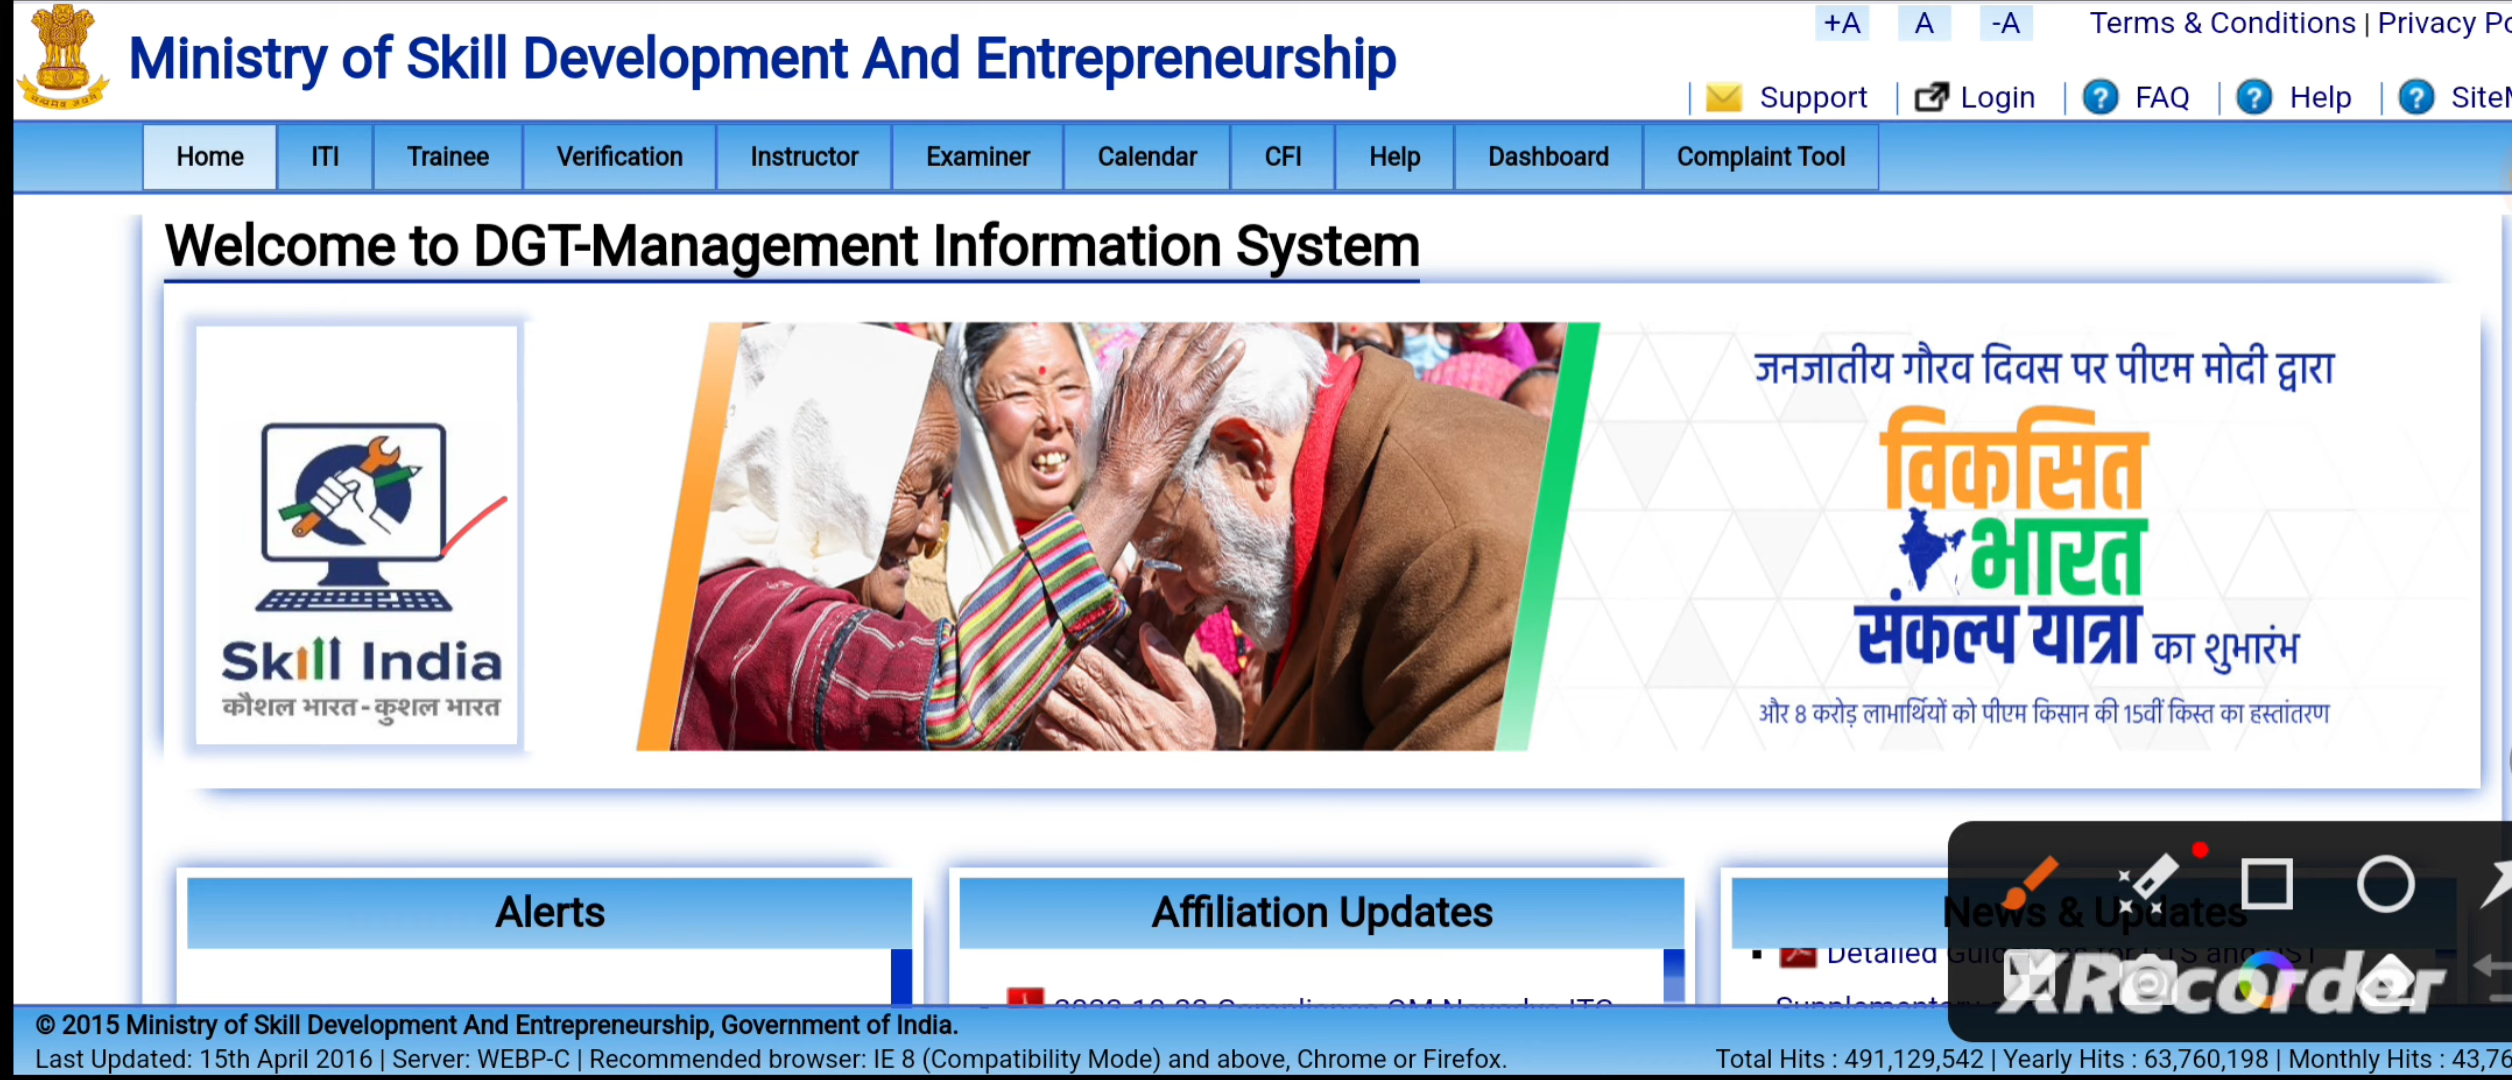 +A A -A Terms & Conditions | Privacy
Ministry of Skill Development And Entrepreneurship
Support Login FAQ Help
Home ITI Trainee Verification Instructor Examiner Calendar CFI Help Dashboard Complaint Tool
Welcome to DGT-Management Information System
Skill India
कौशल भारत - कुशल भारत
जनजातीय गौरव दिवस पर पीएम मोदी द्वारा
विकसित
भारत
संकल्प यात्रा का शुभारंभ
और 8 करोड़ लाभार्थियों को पीएम किसान की 15वीं किस्त का हस्तांतरण
Alerts
Affiliation Updates
News & Updates
Detailed
XRecorder
© 2015 Ministry of Skill Development And Entrepreneurship, Government of India.
Last Updated: 15th April 2016 | Server: WEBP-C | Recommended browser: IE 8 (Compatibility Mode) and above, Chrome or Firefox.
Total Hits : 491,129,542 | Yearly Hits : 63,760,198 | Monthly Hits :